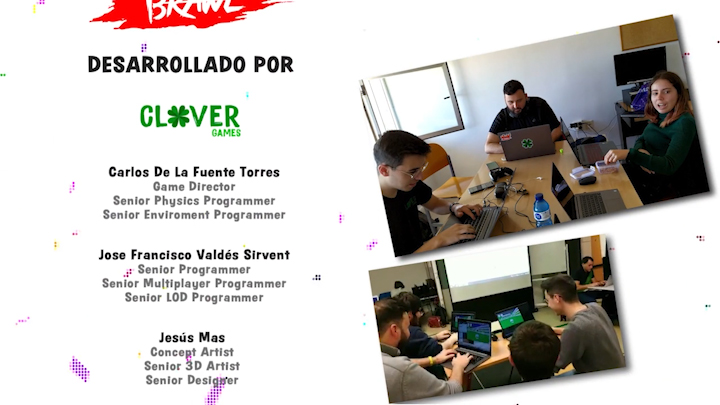 BRAWL
DESARROLLADO POR
CLOVER
GAMES
Carlos De La Fuente Torres
Game Director
Senior Physics Programmer
Senior Enviroment Programmer
Jose Francisco Valdés Sirvent
Senior Programmer
Senior Multiplayer Programmer
Senior LOD Programmer
Jesús Mas
Concept Artist
Senior 3D Artist
Senior Designer